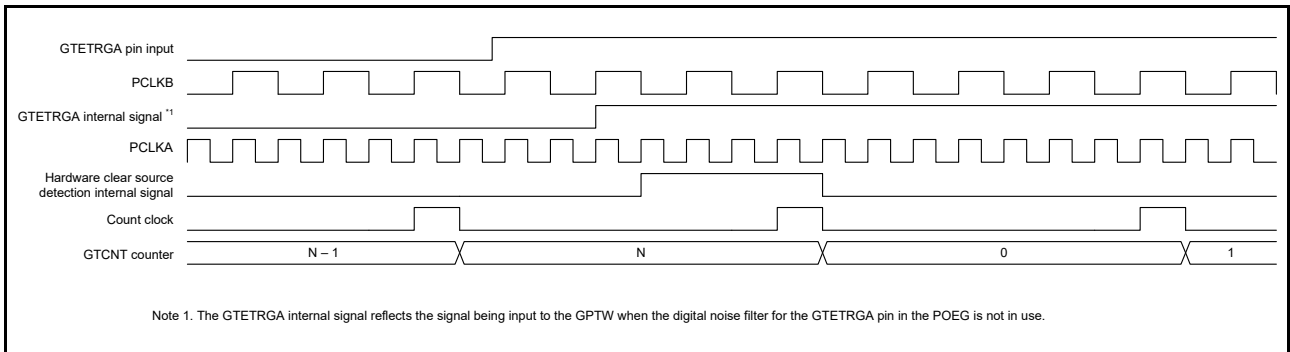 GTETRGA pin input
PCLKB
GTETRGA internal signal *1
PCLKA
Hardware clear source
detection internal signal
Count clock
GTCNT counter
N – 1
N
0
1
Note 1. The GTETRGA internal signal reflects the signal being input to the GPTW when the digital noise filter for the GTETRGA pin in the POEG is not in use.